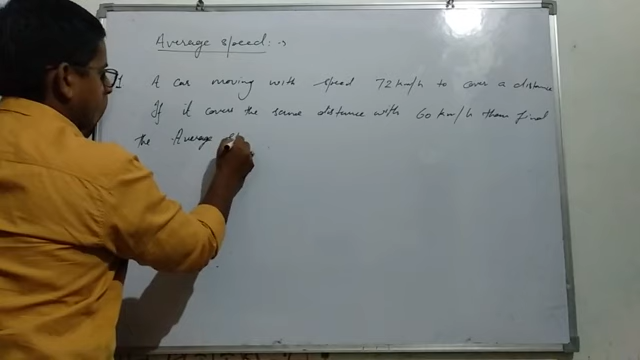 Average speed:→
1 A car moving with speed 72 km/h to cover a distance
If it covers the same distance with 60 km/h then find
the Average